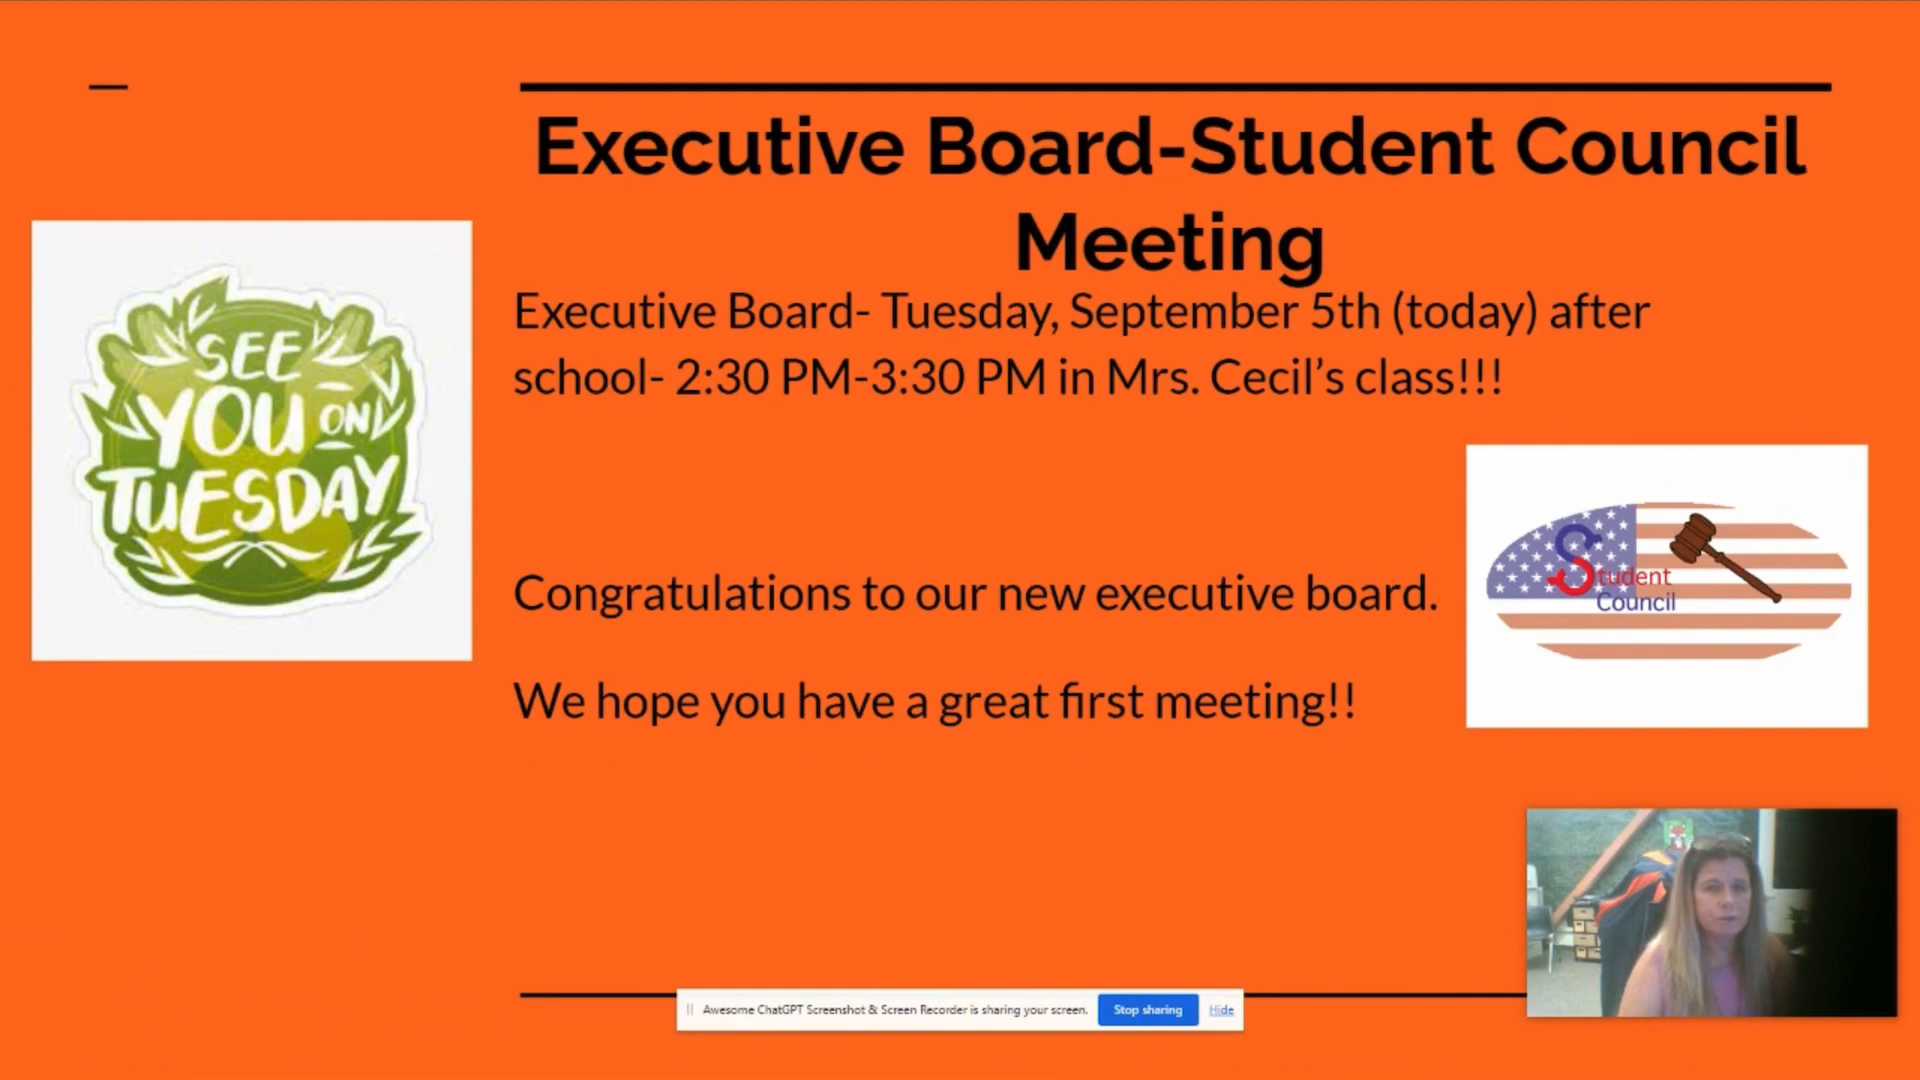 Executive Board-Student Council
Meeting
Executive Board- Tuesday, September 5th (today) after
school- 2:30 PM-3:30 PM in Mrs. Cecil’s class!!!
SEE
YOU ON
TUESDAY
Congratulations to our new executive board.
Student
Council
We hope you have a great first meeting!!
Awesome ChatGPT Screenshot & Screen Recorder is sharing your screen. Stop sharing Hide